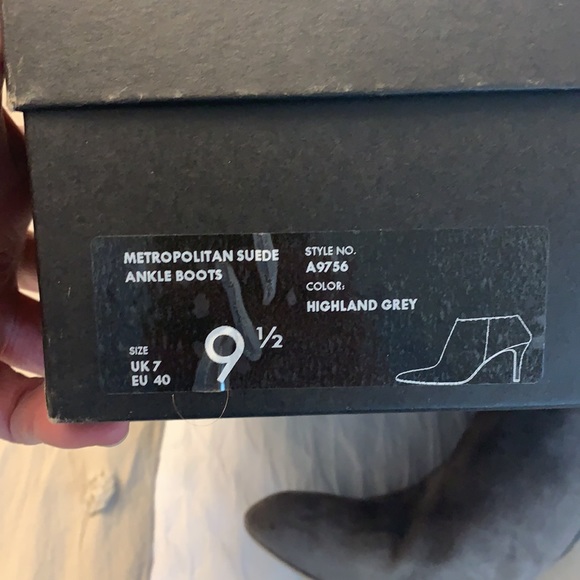 METROPOLITAN SUEDE
ANKLE BOOTS
STYLE NO.
A9756
COLOR:
HIGHLAND GREY
SIZE
UK 7
EU 40
9 1/2